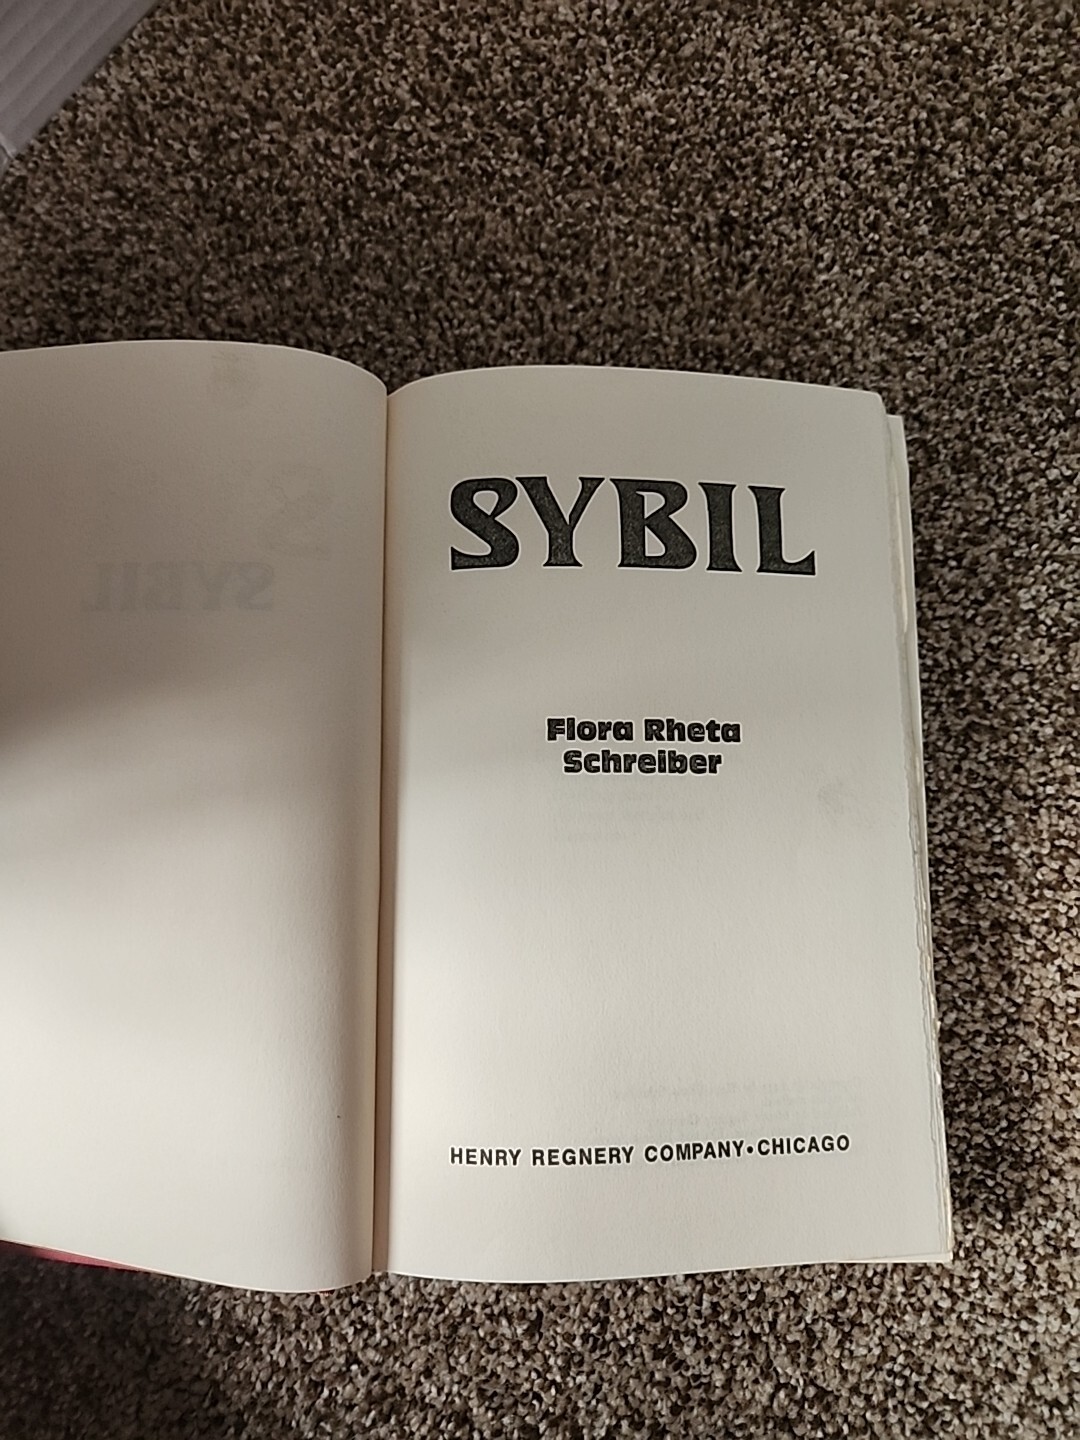 SYBIL
Flora Rheta
Schreiber
HENRY REGNERY COMPANY•CHICAGO